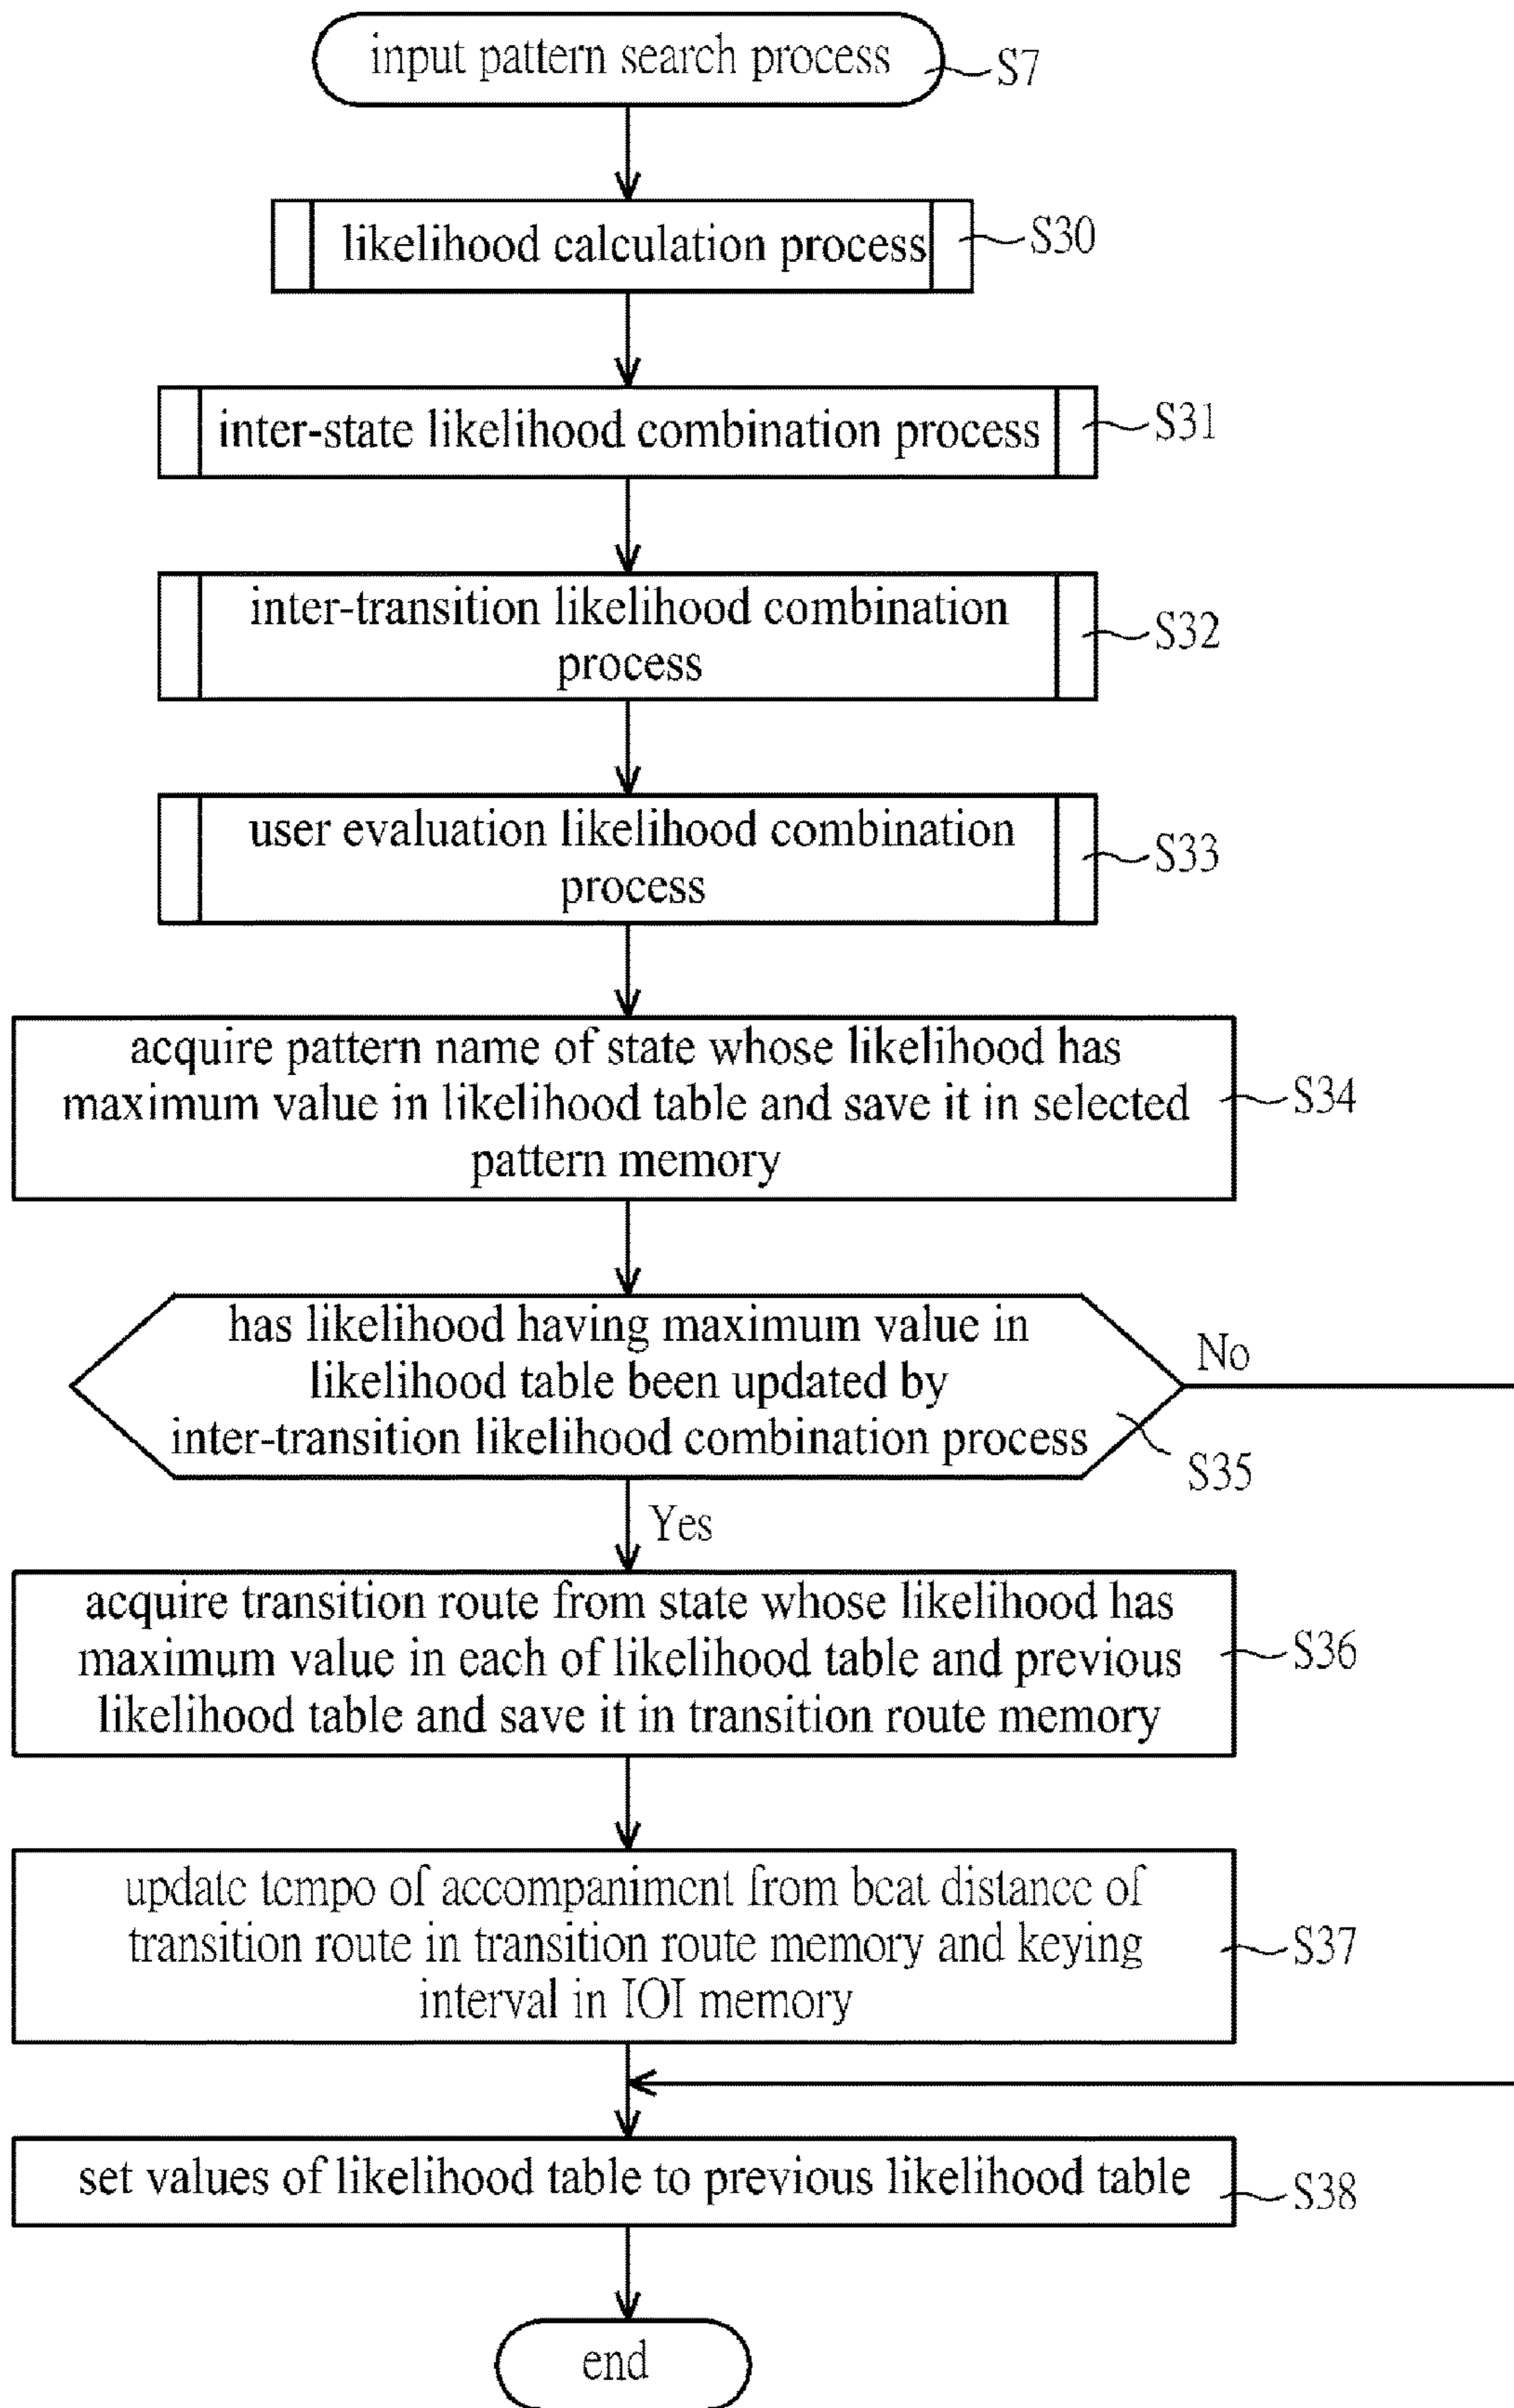 input pattern search process
S7
likelihood calculation process
S30
inter-state likelihood combination process
S31
inter-transition likelihood combination
process
S32
user evaluation likelihood combination
process
S33
acquire pattern name of state whose likelihood has
maximum value in likelihood table and save it in selected
pattern memory
S34
has likelihood having maximum value in
likelihood table been updated by
inter-transition likelihood combination process
No
S35
Yes
acquire transition route from state whose likelihood has
maximum value in each of likelihood table and previous
likelihood table and save it in transition route memory
S36
update tempo of accompaniment from beat distance of
transition route in transition route memory and keying
interval in IOI memory
S37
set values of likelihood table to previous likelihood table
S38
end